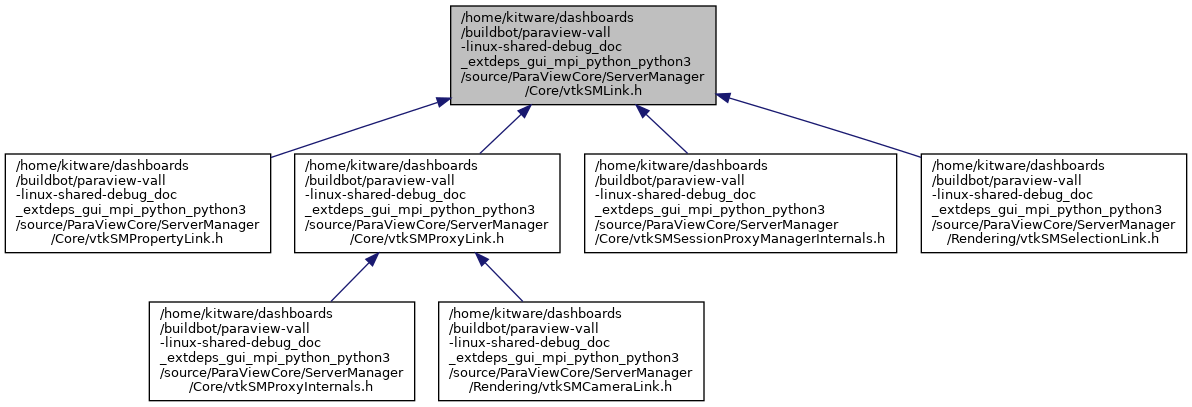 /home/kitware/dashboards
/buildbot/paraview-vall
-linux-shared-debug_doc
_extdeps_gui_mpi_python_python3
/source/ParaViewCore/ServerManager
/Core/vtkSMLink.h
/home/kitware/dashboards
/buildbot/paraview-vall
-linux-shared-debug_doc
_extdeps_gui_mpi_python_python3
/source/ParaViewCore/ServerManager
/Core/vtkSMPropertyLink.h
/home/kitware/dashboards
/buildbot/paraview-vall
-linux-shared-debug_doc
_extdeps_gui_mpi_python_python3
/source/ParaViewCore/ServerManager
/Core/vtkSMProxyLink.h
/home/kitware/dashboards
/buildbot/paraview-vall
-linux-shared-debug_doc
_extdeps_gui_mpi_python_python3
/source/ParaViewCore/ServerManager
/Core/vtkSMSessionProxyManagerInternals.h
/home/kitware/dashboards
/buildbot/paraview-vall
-linux-shared-debug_doc
_extdeps_gui_mpi_python_python3
/source/ParaViewCore/ServerManager
/Rendering/vtkSMSelectionLink.h
/home/kitware/dashboards
/buildbot/paraview-vall
-linux-shared-debug_doc
_extdeps_gui_mpi_python_python3
/source/ParaViewCore/ServerManager
/Core/vtkSMProxyInternals.h
/home/kitware/dashboards
/buildbot/paraview-vall
-linux-shared-debug_doc
_extdeps_gui_mpi_python_python3
/source/ParaViewCore/ServerManager
/Rendering/vtkSMCameraLink.h